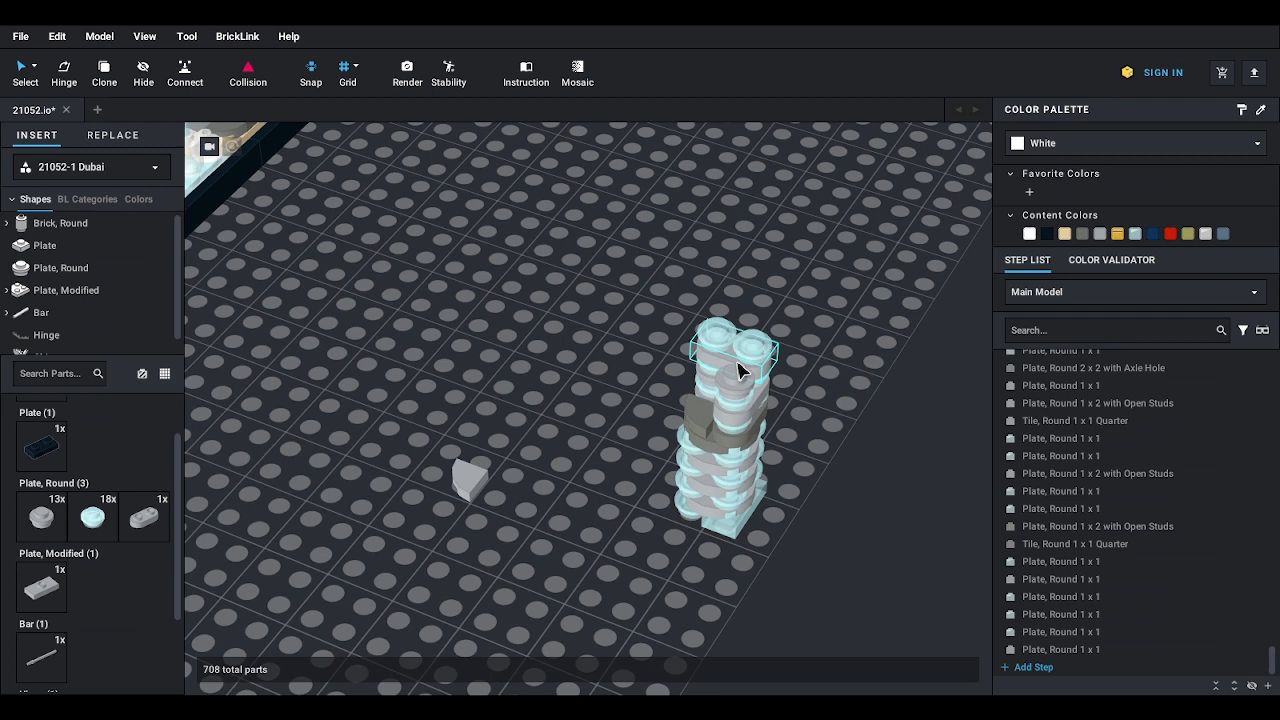 File Edit Model View Tool BrickLink Help
Select Hinge Clone Hide Connect Collision Snap Grid Render Stability Instruction Mosaic SIGN IN
21052.io* × +
COLOR PALETTE
INSERT REPLACE
White
21052-1 Dubai
Favorite Colors
+
Shapes BL Categories Colors
Content Colors
Brick, Round
Plate
Plate, Round
Plate, Modified
Bar
Hinge
STEP LIST COLOR VALIDATOR
Main Model
Search...
Search Parts...
Plate (1)
1x
Plate, Round (3)
13x 18x 1x
Plate, Modified (1)
1x
Bar (1)
1x
Plate, Round 1 x 1
Plate, Round 2 x 2 with Axle Hole
Plate, Round 1 x 1
Plate, Round 1 x 2 with Open Studs
Tile, Round 1 x 1 Quarter
Plate, Round 1 x 1
Plate, Round 1 x 1
Plate, Round 1 x 2 with Open Studs
Plate, Round 1 x 1
Plate, Round 1 x 1
Plate, Round 1 x 2 with Open Studs
Tile, Round 1 x 1 Quarter
Plate, Round 1 x 1
Plate, Round 1 x 1
Plate, Round 1 x 1
Plate, Round 1 x 1
Plate, Round 1 x 1
Plate, Round 1 x 1
+ Add Step
708 total parts